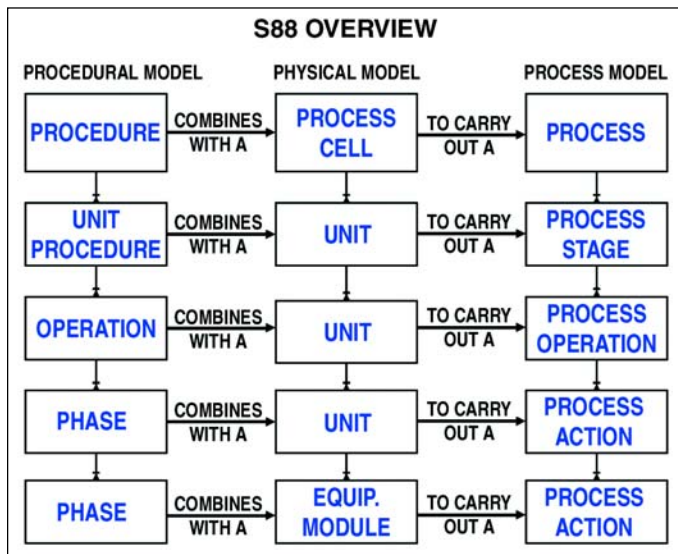 S88 OVERVIEW
PROCEDURAL MODEL PHYSICAL MODEL PROCESS MODEL
PROCEDURE
COMBINES
WITH A
PROCESS
CELL
TO CARRY
OUT A
PROCESS
UNIT
PROCEDURE
COMBINES
WITH A
UNIT
TO CARRY
OUT A
PROCESS
STAGE
OPERATION
COMBINES
WITH A
UNIT
TO CARRY
OUT A
PROCESS
OPERATION
PHASE
COMBINES
WITH A
UNIT
TO CARRY
OUT A
PROCESS
ACTION
PHASE
COMBINES
WITH A
EQUIP.
MODULE
TO CARRY
OUT A
PROCESS
ACTION